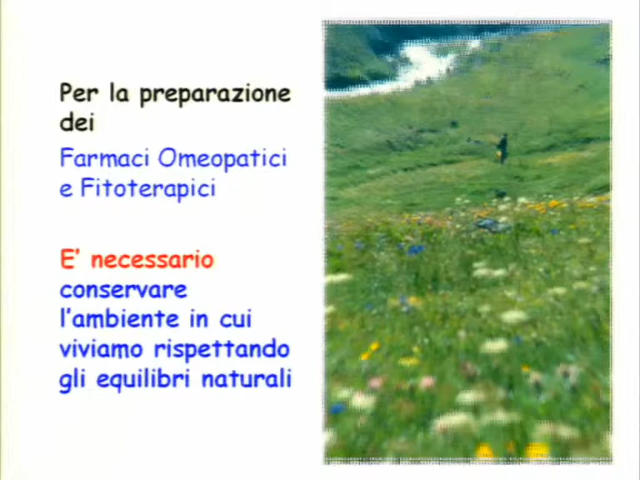 Per la preparazione
dei
Farmaci Omeopatici
e Fitoterapici
E' necessario
conservare
l'ambiente in cui
viviamo rispettando
gli equilibri naturali